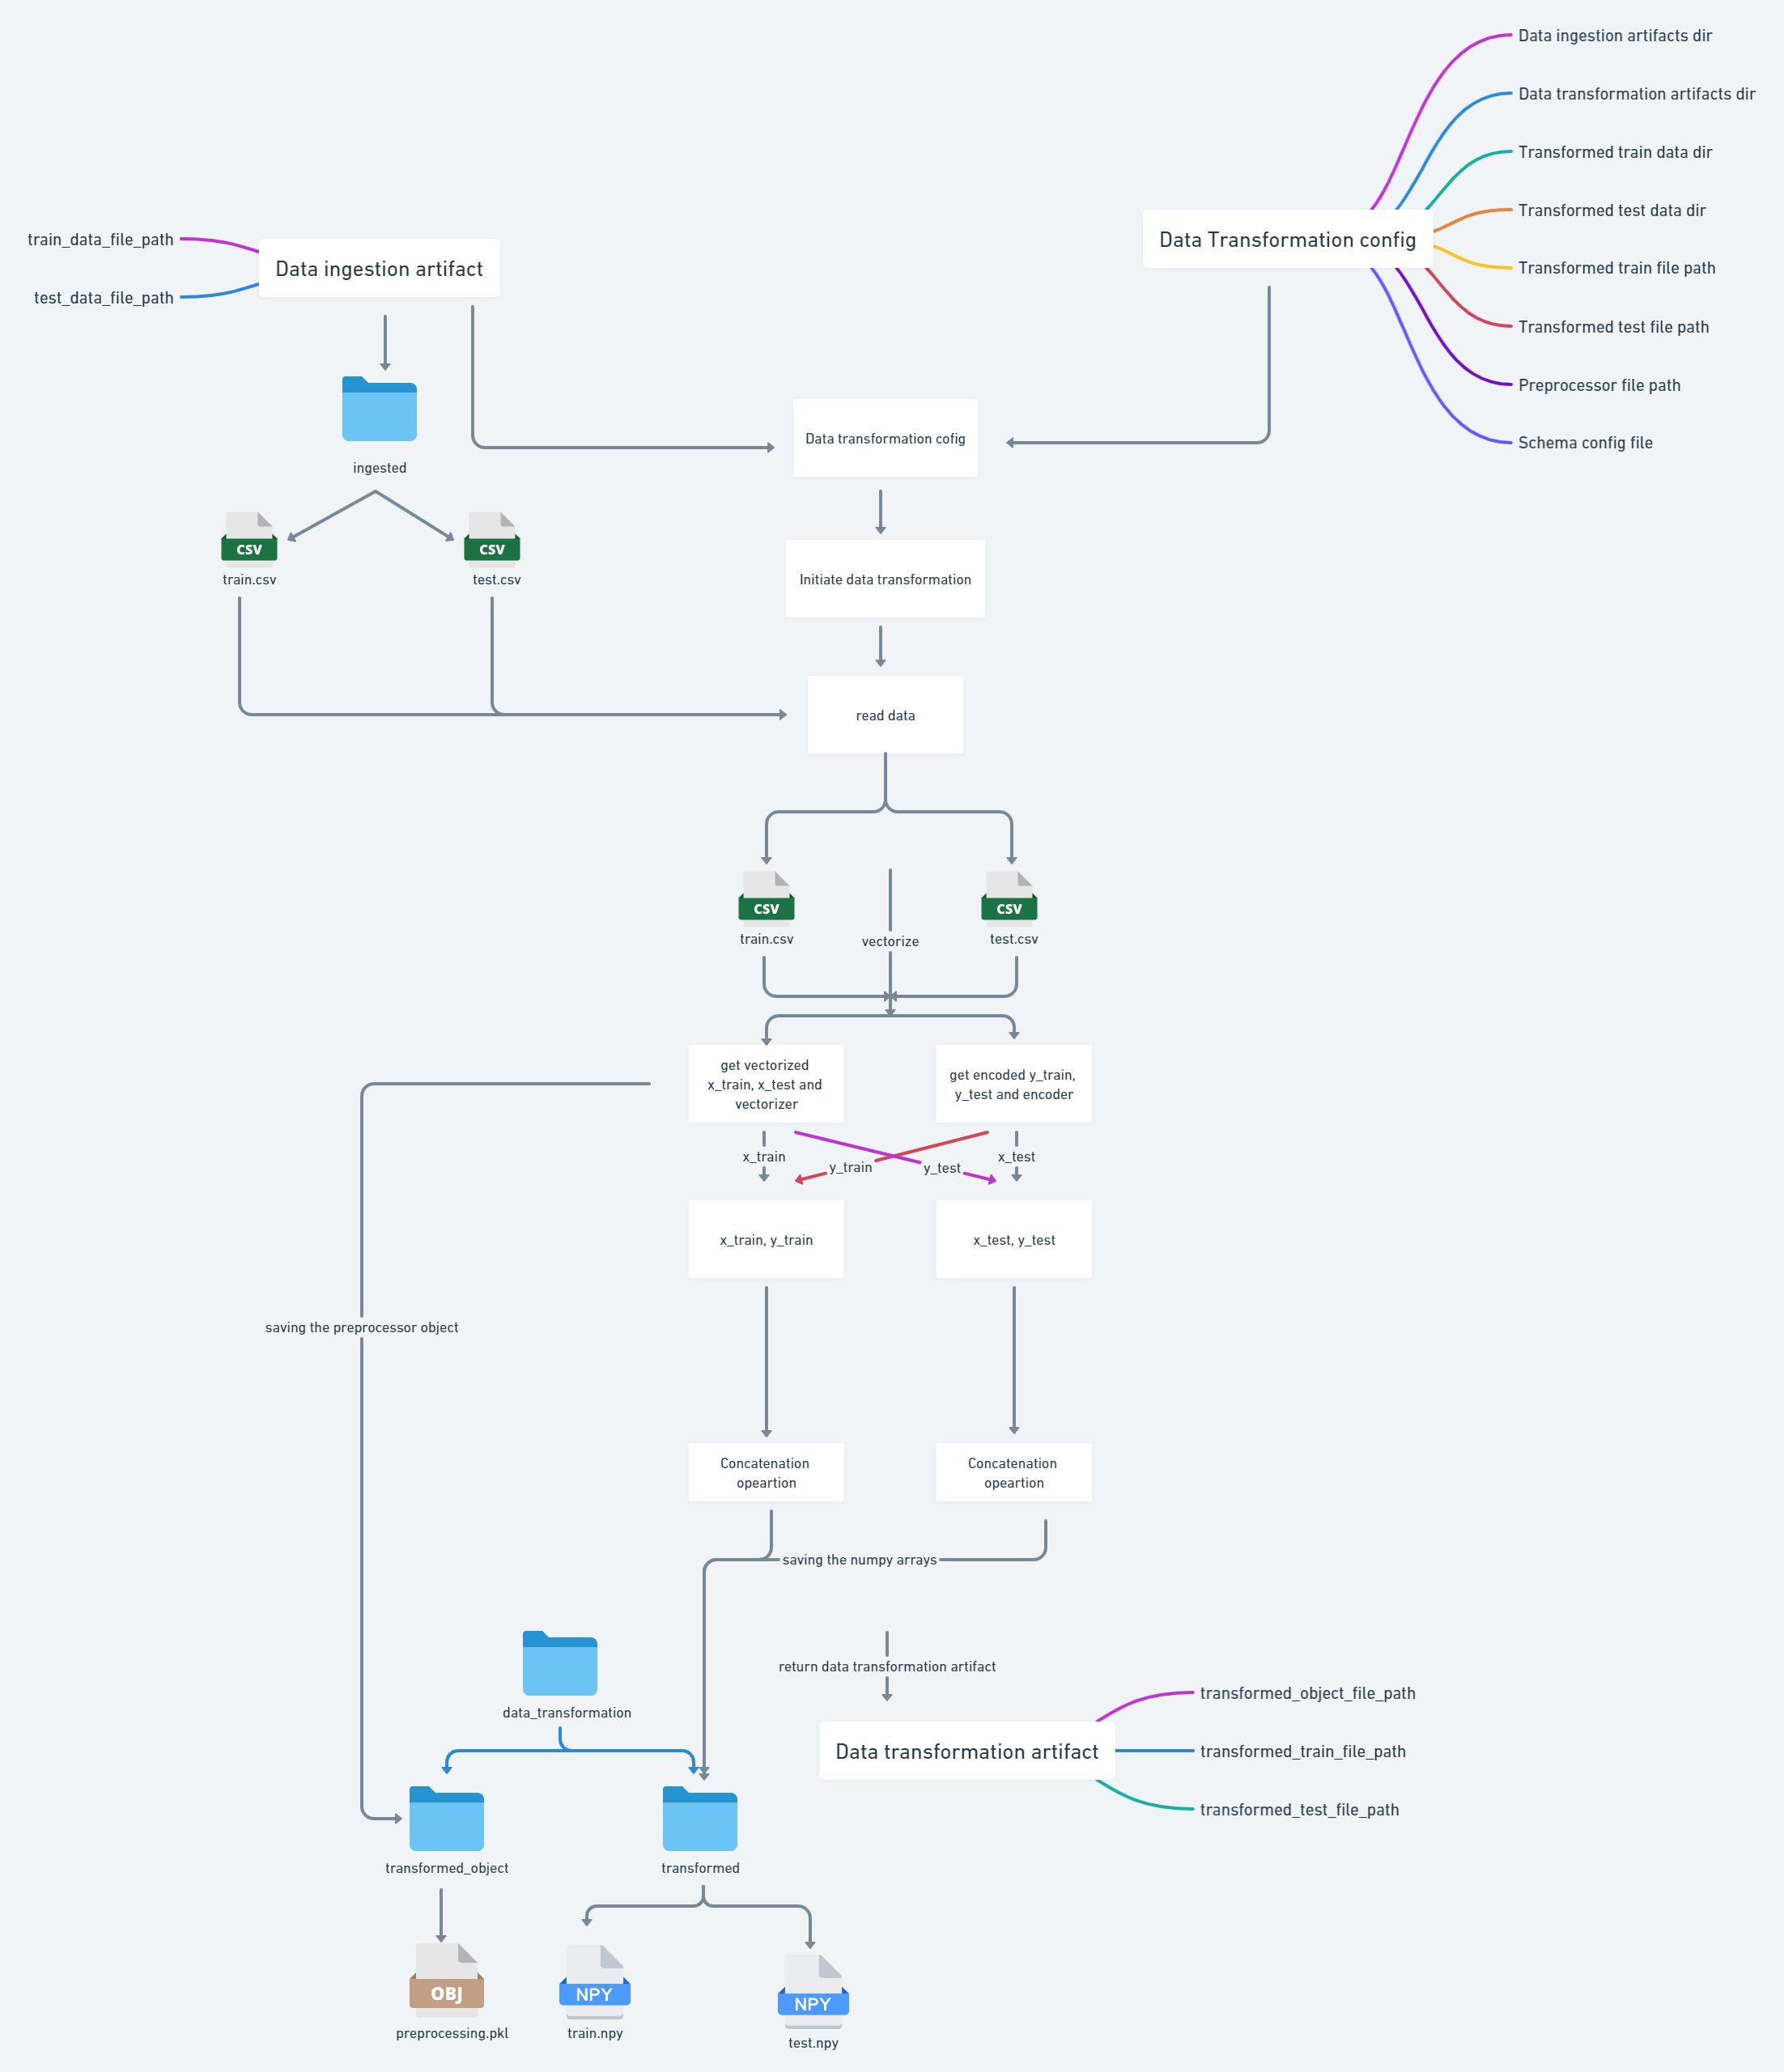 Data ingestion artifacts dir
Data transformation artifacts dir
Transformed train data dir
Transformed test data dir
Data Transformation config
Transformed train file path
Transformed test file path
Preprocessor file path
Schema config file
train_data_file_path
Data ingestion artifact
test_data_file_path
Data transformation cofig
ingested
CSV
train.csv
CSV
test.csv
Initiate data transformation
read data
CSV
train.csv
vectorize
CSV
test.csv
get vectorized
x_train, x_test and
vectorizer
get encoded y_train,
y_test and encoder
x_train
y_train
y_test
x_test
x_train, y_train
x_test, y_test
saving the preprocessor object
Concatenation
opeartion
Concatenation
opeartion
saving the numpy arrays
return data transformation artifact
data_transformation
Data transformation artifact
transformed_object_file_path
transformed_train_file_path
transformed_test_file_path
transformed_object
transformed
OBJ
preprocessing.pkl
NPY
train.npy
NPY
test.npy